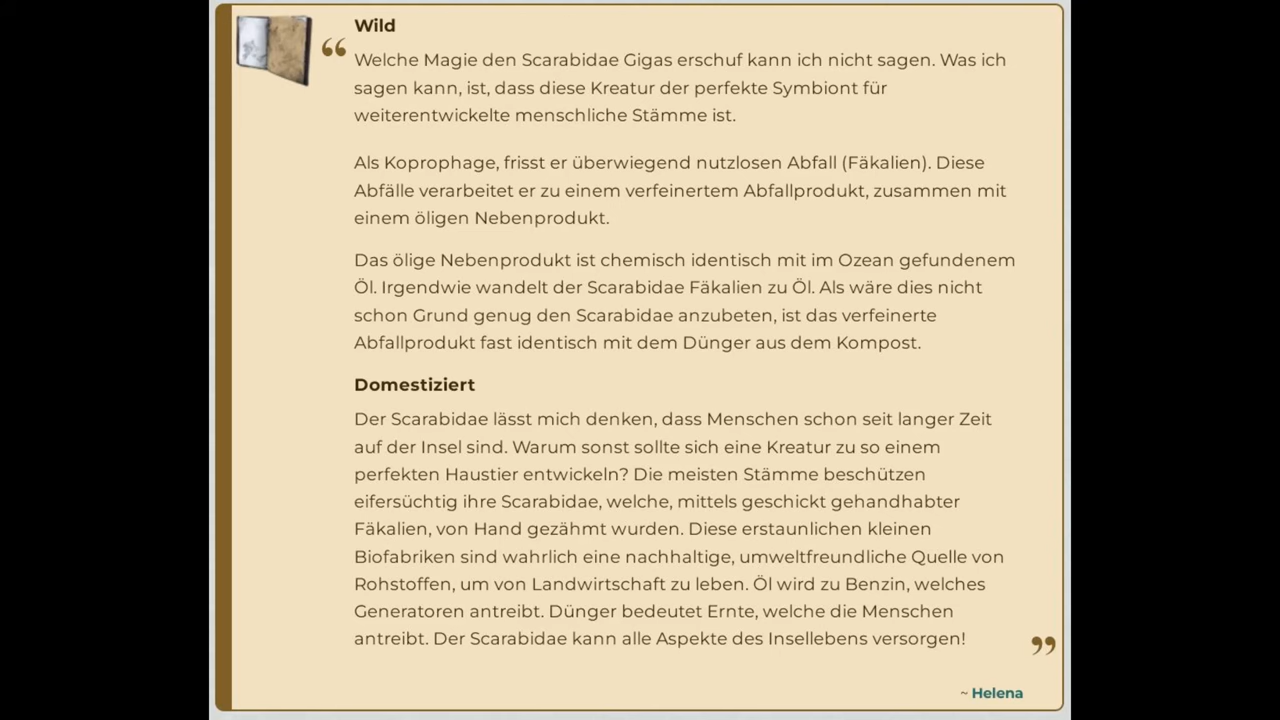 Wild
“
Welche Magie den Scarabidae Gigas erschuf kann ich nicht sagen. Was ich
sagen kann, ist, dass diese Kreatur der perfekte Symbiont für
weiterentwickelte menschliche Stämme ist.
Als Koprophage, frisst er überwiegend nutzlosen Abfall (Fäkalien). Diese
Abfälle verarbeitet er zu einem verfeinertem Abfallprodukt, zusammen mit
einem öligen Nebenprodukt.
Das ölige Nebenprodukt ist chemisch identisch mit im Ozean gefundenem
Öl. Irgendwie wandelt der Scarabidae Fäkalien zu Öl. Als wäre dies nicht
schon Grund genug den Scarabidae anzubeten, ist das verfeinerte
Abfallprodukt fast identisch mit dem Dünger aus dem Kompost.
Domestiziert
Der Scarabidae lässt mich denken, dass Menschen schon seit langer Zeit
auf der Insel sind. Warum sonst sollte sich eine Kreatur zu so einem
perfekten Haustier entwickeln? Die meisten Stämme beschützen
eifersüchtig ihre Scarabidae, welche, mittels geschickt gehandhabter
Fäkalien, von Hand gezähmt wurden. Diese erstaunlichen kleinen
Biofabriken sind wahrlich eine nachhaltige, umweltfreundliche Quelle von
Rohstoffen, um von Landwirtschaft zu leben. Öl wird zu Benzin, welches
Generatoren antreibt. Dünger bedeutet Ernte, welche die Menschen
antreibt. Der Scarabidae kann alle Aspekte des Insellebens versorgen!
”
~ Helena